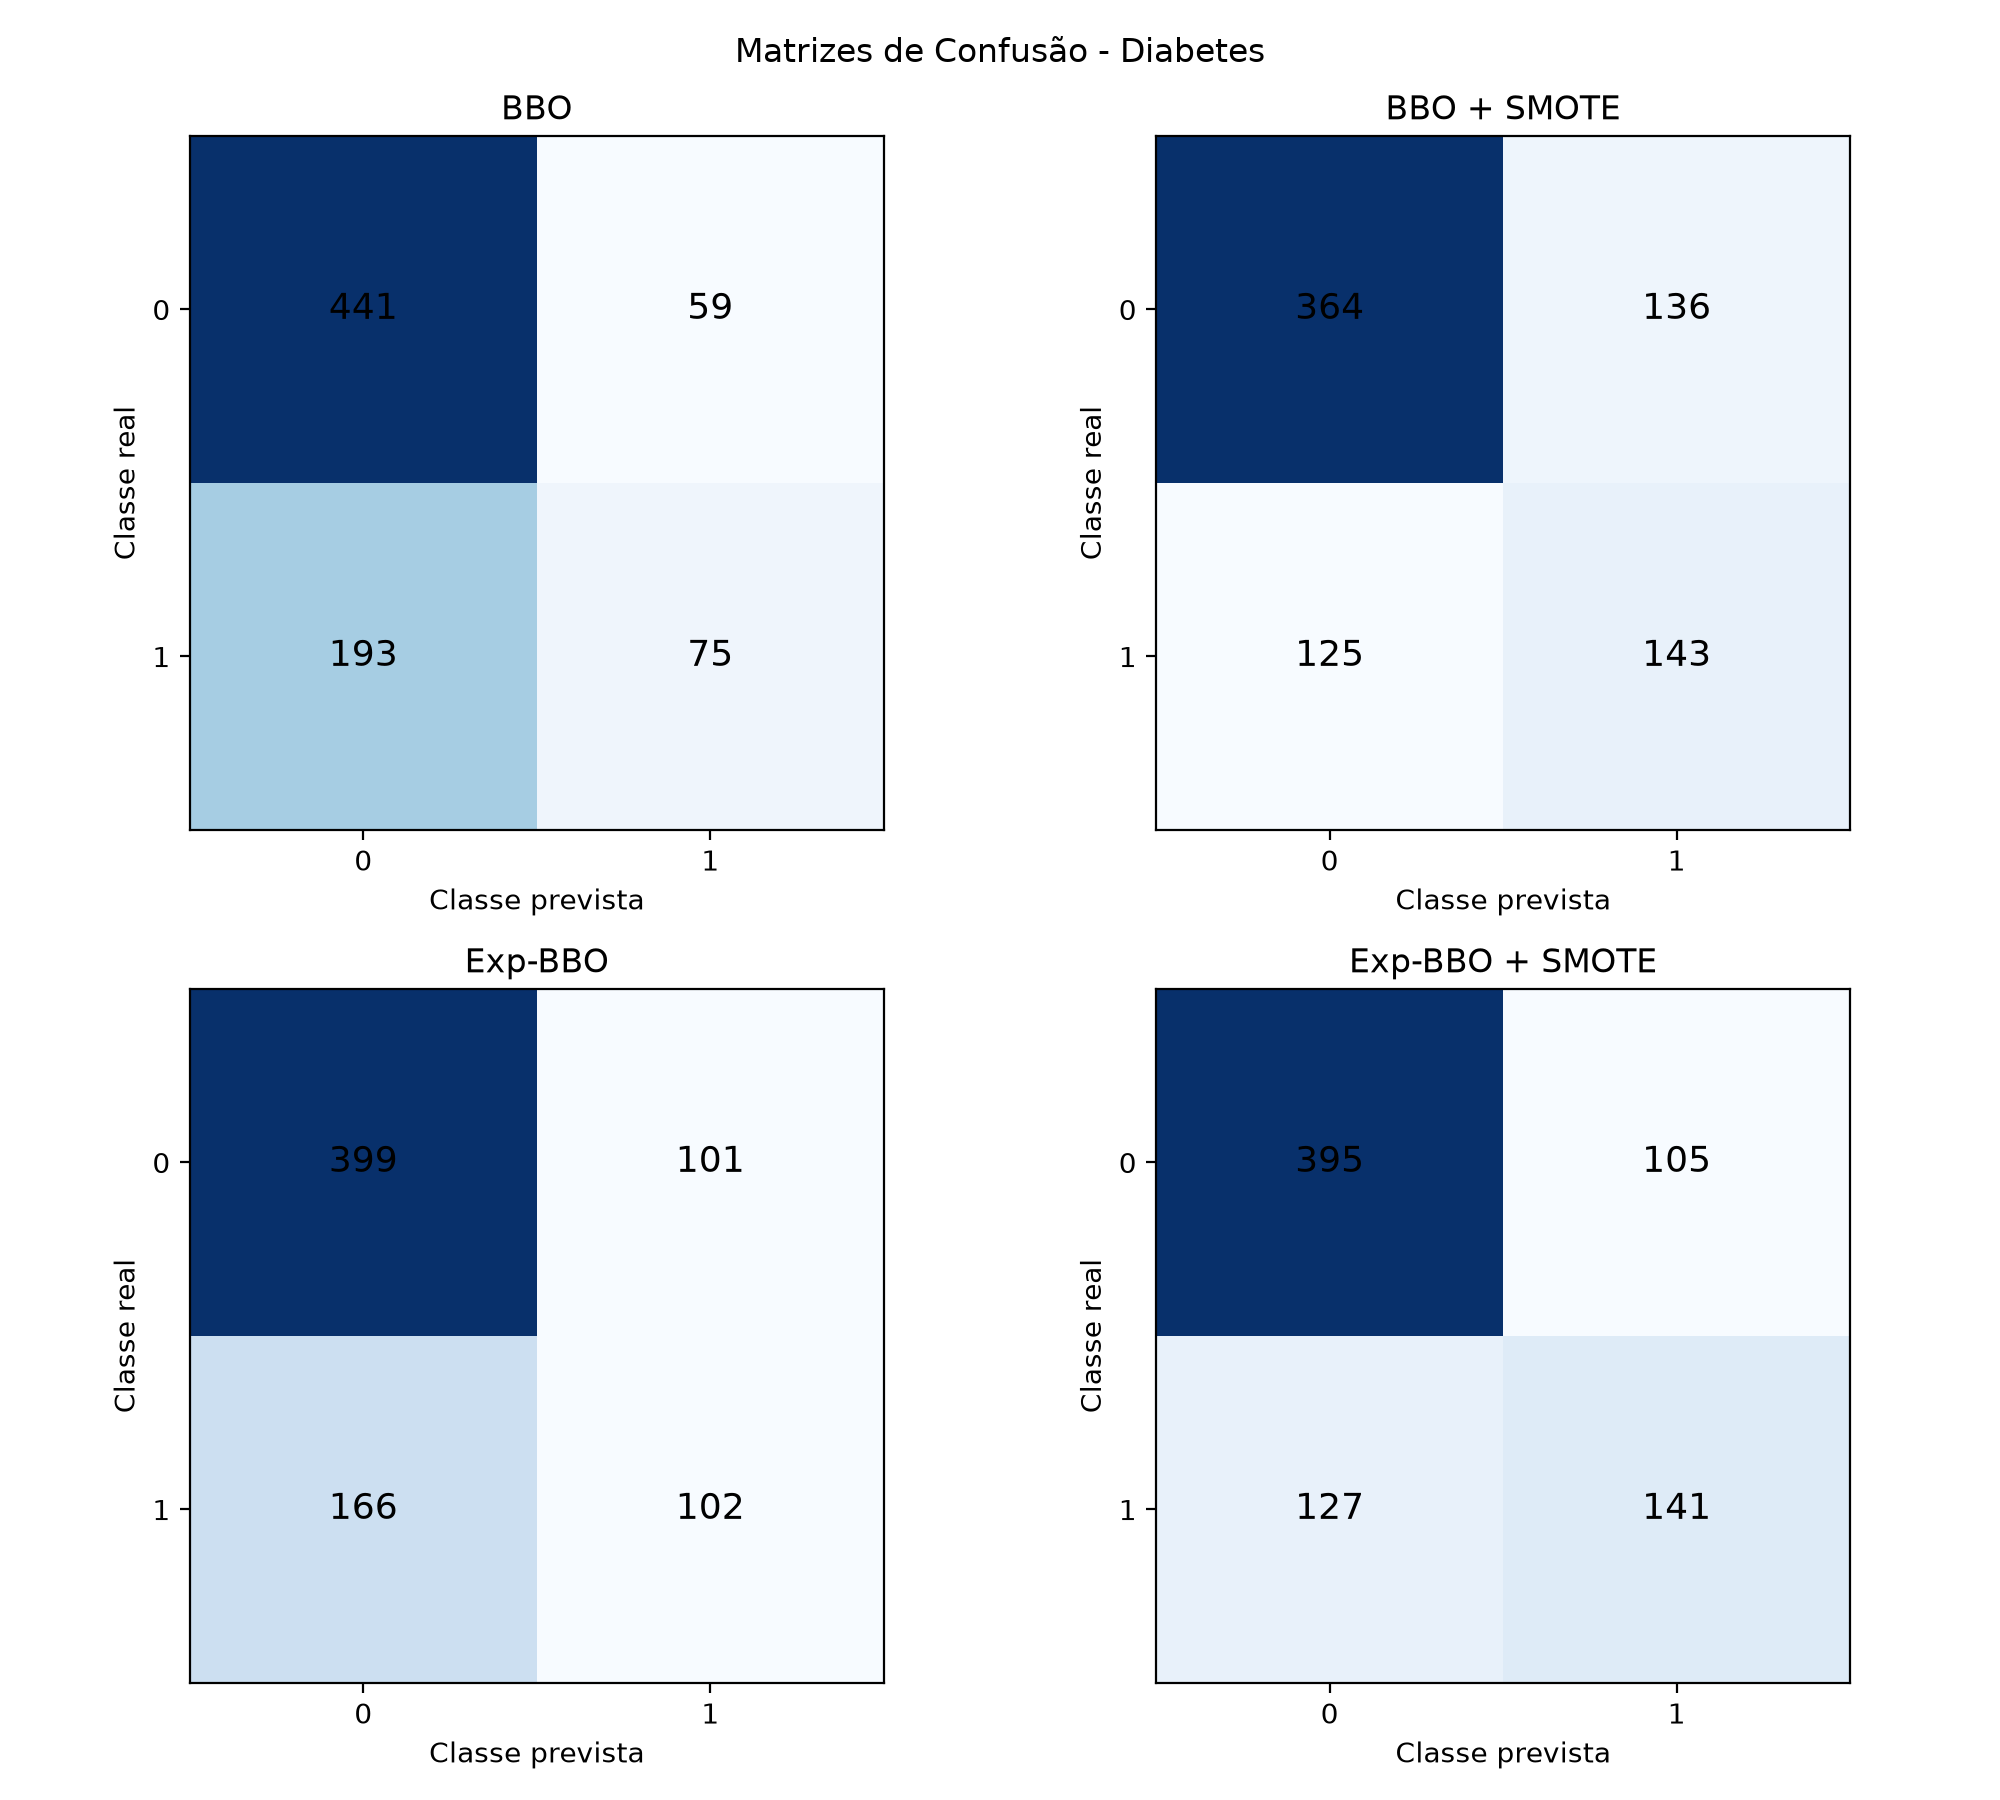 Matrizes de Confusão - Diabetes
BBO
Classe real
0
441
59
1
193
75
0
1
Classe prevista
BBO + SMOTE
Classe real
0
364
136
1
125
143
0
1
Classe prevista
Exp-BBO
Classe real
0
399
101
1
166
102
0
1
Classe prevista
Exp-BBO + SMOTE
Classe real
0
395
105
1
127
141
0
1
Classe prevista